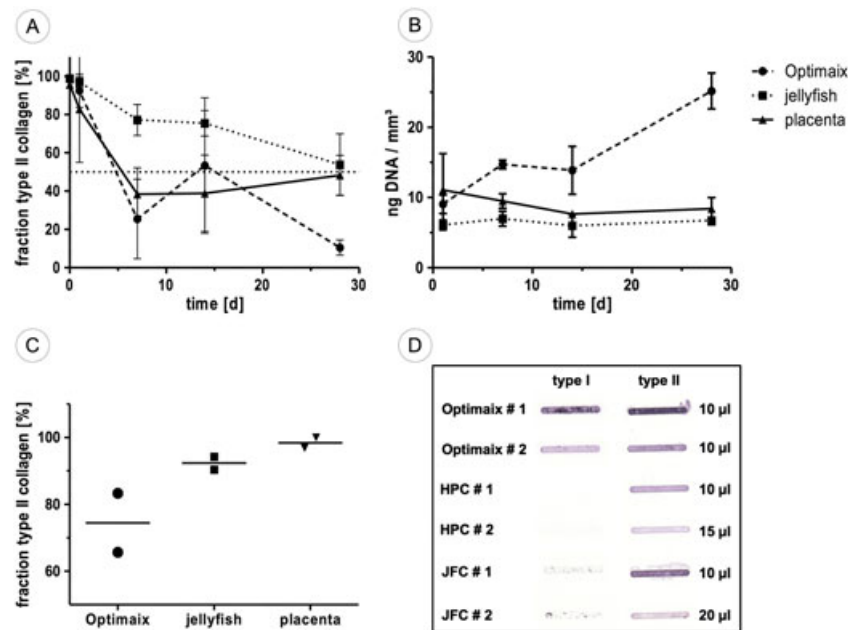 A
fraction type II collagen [%]
100
80
60
40
20
0
0 10 20 30
time [d]
B
ng DNA / mm³
30
20
10
0
0 10 20 30
time [d]
Optimaix
jellyfish
placenta
C
fraction type II collagen [%]
100
80
60
Optimaix jellyfish placenta
D
type I type II
Optimaix # 1 10 µl
Optimaix # 2 10 µl
HPC # 1 10 µl
HPC # 2 15 µl
JFC # 1 10 µl
JFC # 2 20 µl